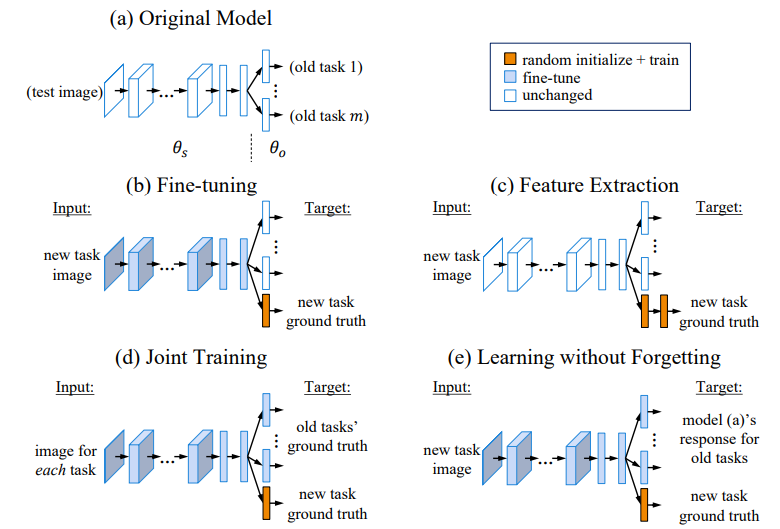 (a) Original Model
(test image)
...
(old task 1)
⋮
(old task m)
θs
θo
random initialize + train
fine-tune
unchanged
(b) Fine-tuning
Input:
Target:
new task
image
...
⋮
new task
ground truth
(c) Feature Extraction
Input:
Target:
new task
image
...
⋮
new task
ground truth
(d) Joint Training
Input:
Target:
image for
each task
...
old tasks'
⋮
ground truth
new task
ground truth
(e) Learning without Forgetting
Input:
Target:
new task
image
...
model (a)'s
⋮
response for
old tasks
new task
ground truth